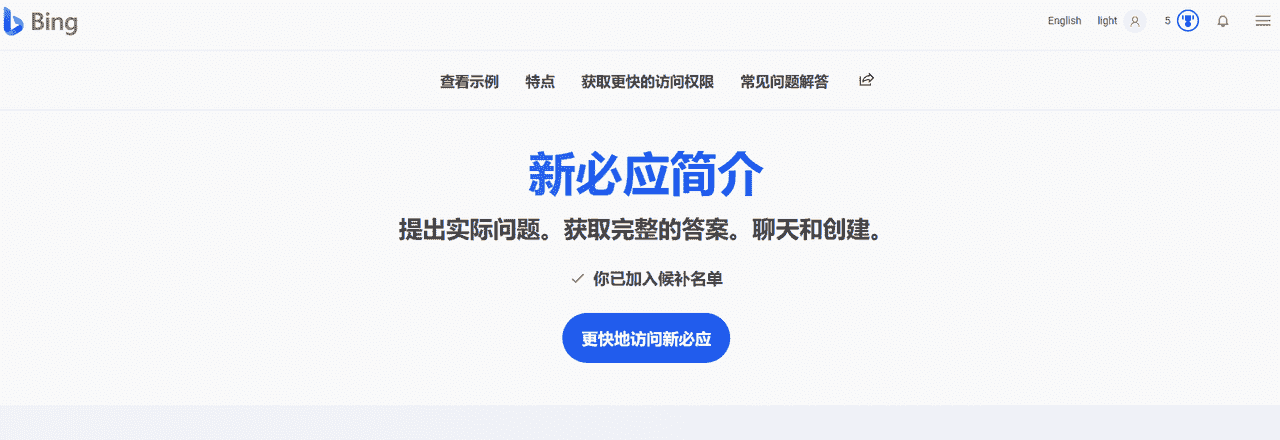 Bing
English light 5
查看示例 特点 获取更快的访问权限 常见问题解答
新必应简介
提出实际问题。获取完整的答案。聊天和创建。
你已加入候补名单
更快地访问新必应